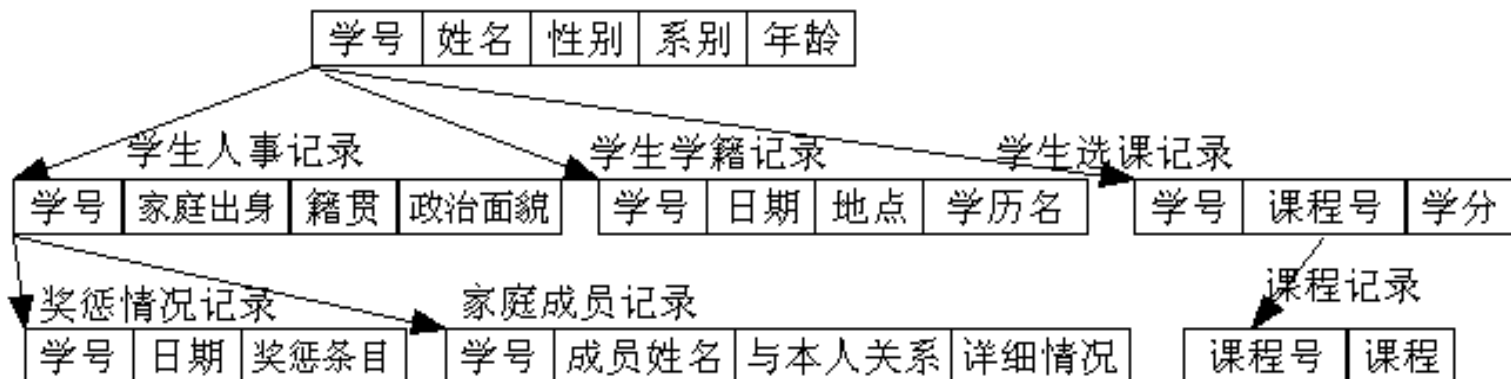 学号 姓名 性别 系别 年龄
学生人事记录 学生学籍记录 学生选课记录
学号 家庭出身 籍贯 政治面貌 学号 日期 地点 学历名 学号 课程号 学分
奖惩情况记录 家庭成员记录 课程记录
学号 日期 奖惩条目 学号 成员姓名 与本人关系 详细情况 课程号 课程